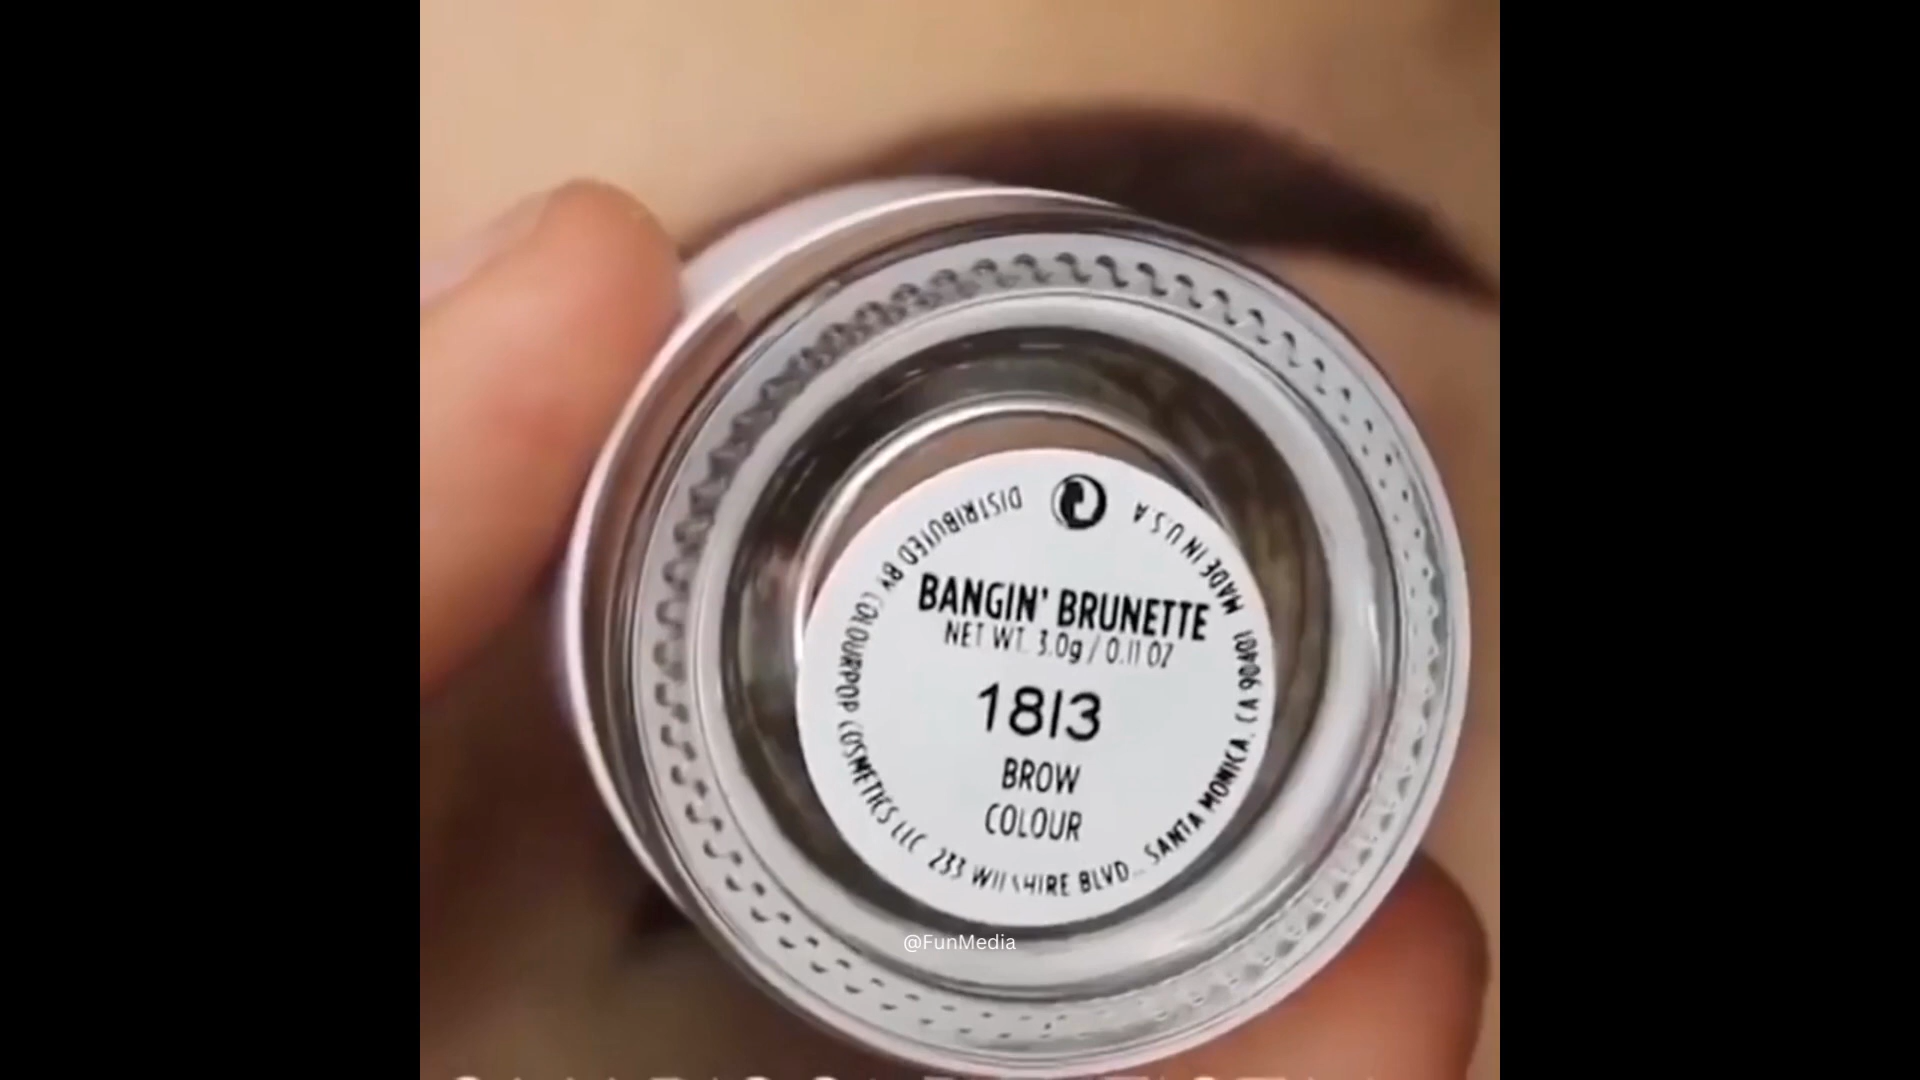 BANGIN' BRUNETTE
NET WT. 3.0g / 0.11 OZ
1813
BROW
COLOUR
DISTRIBUTED BY COLOURPOP COSMETICS LLC 233 WILSHIRE BLVD., SANTA MONICA, CA 90401 MADE IN U.S.A
@FunMedia